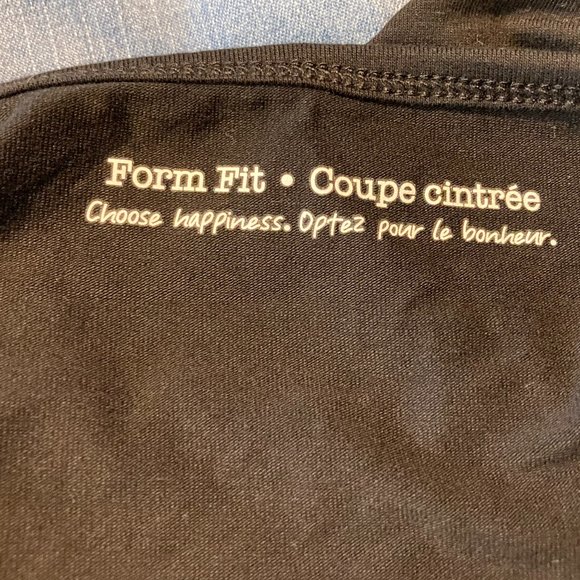 Form Fit • Coupe cintrée
Choose happiness. Optez pour le bonheur.